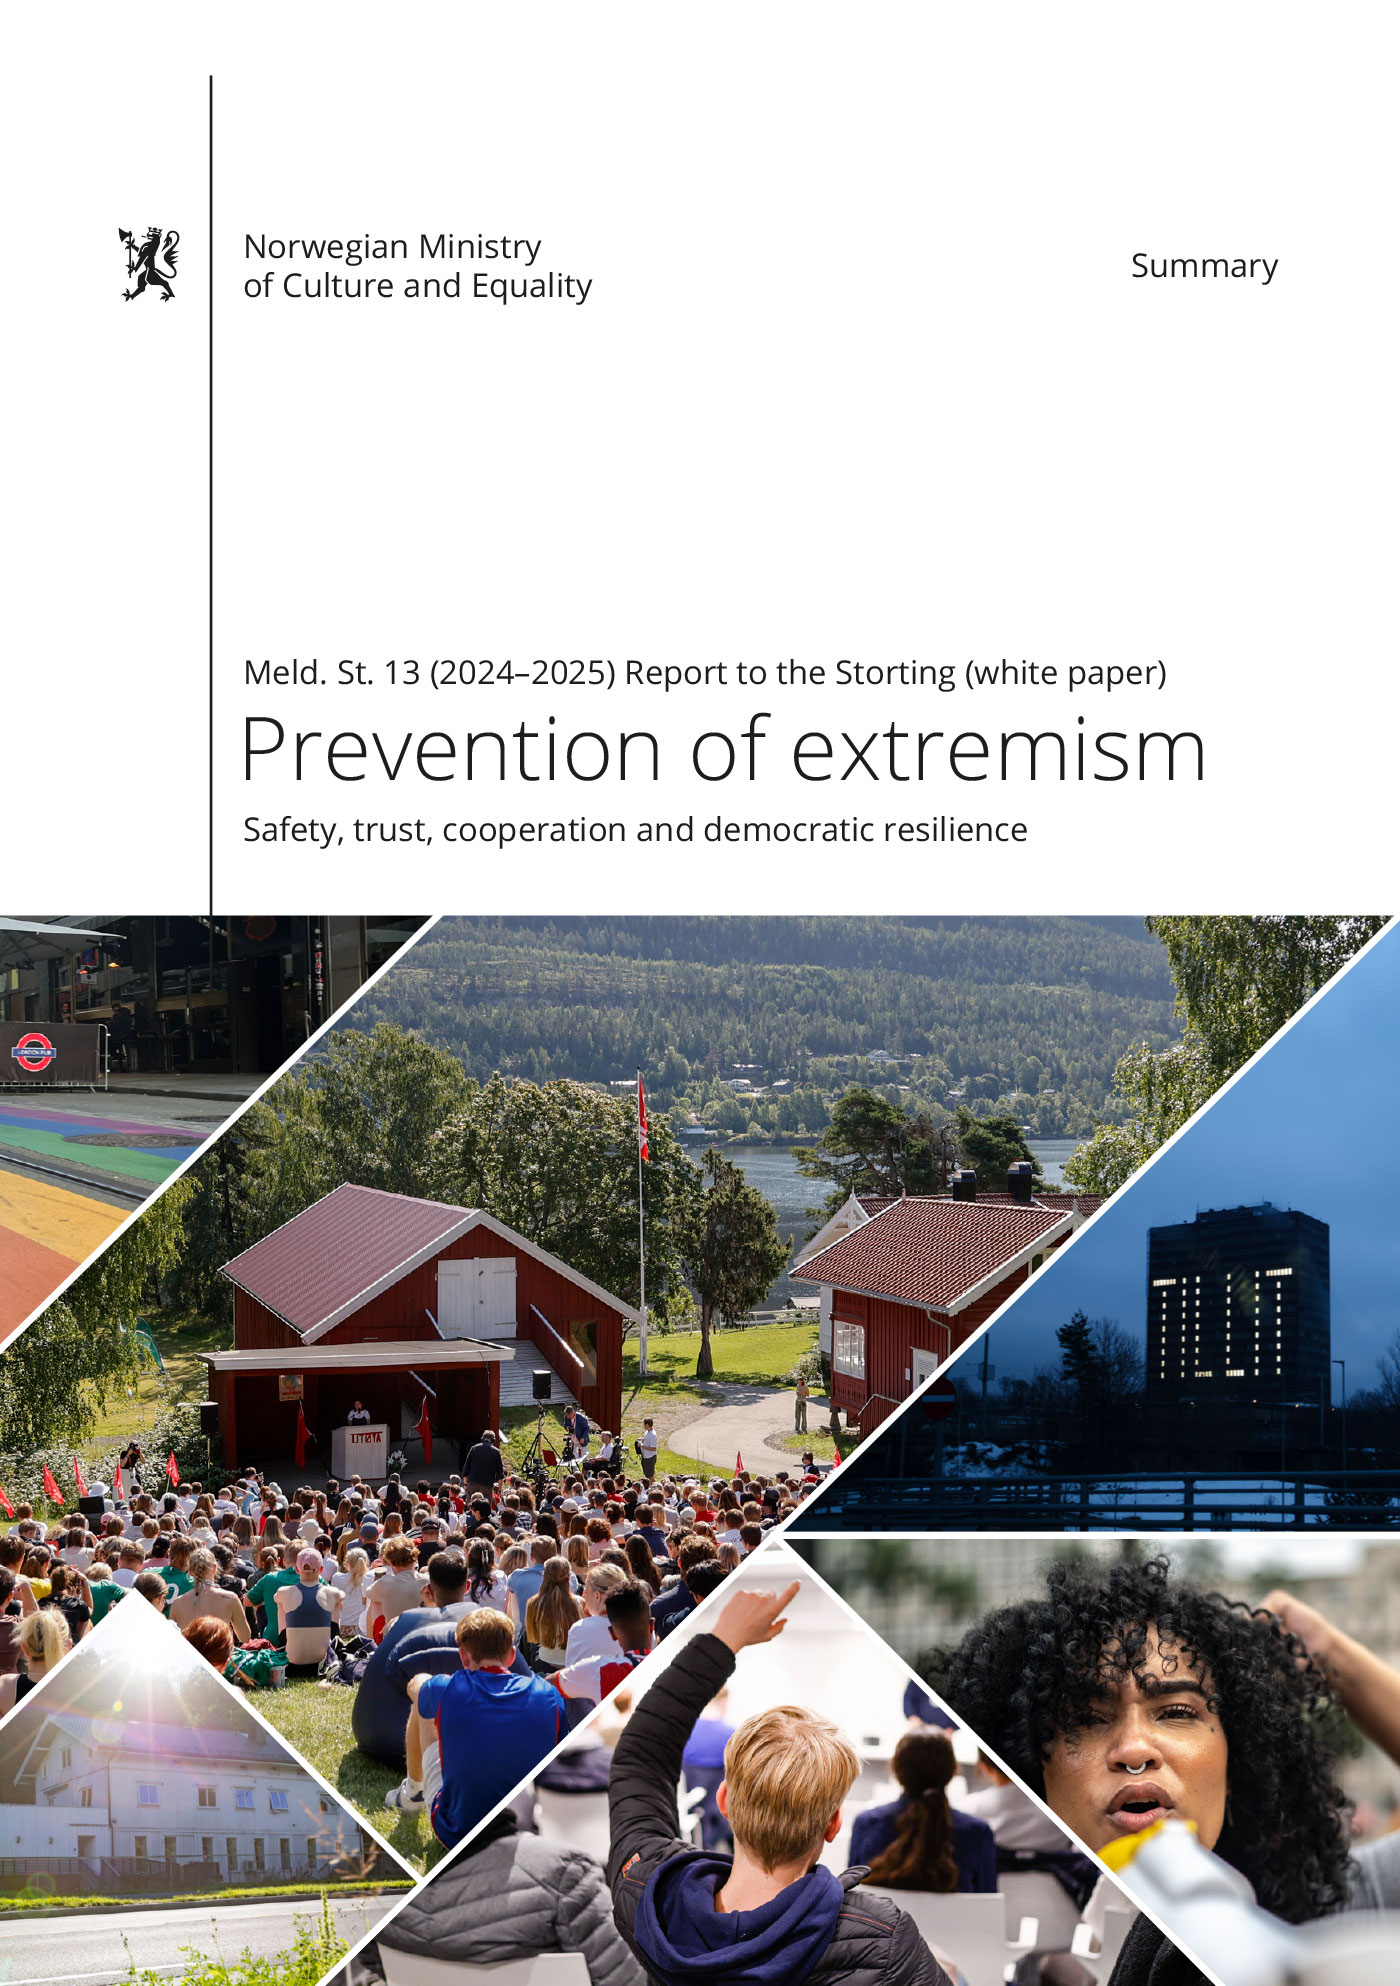 Norwegian Ministry
of Culture and Equality
Summary
Meld. St. 13 (2024–2025) Report to the Storting (white paper)
Prevention of extremism
Safety, trust, cooperation and democratic resilience
LONDON PUB
TILLIT
UTØYA